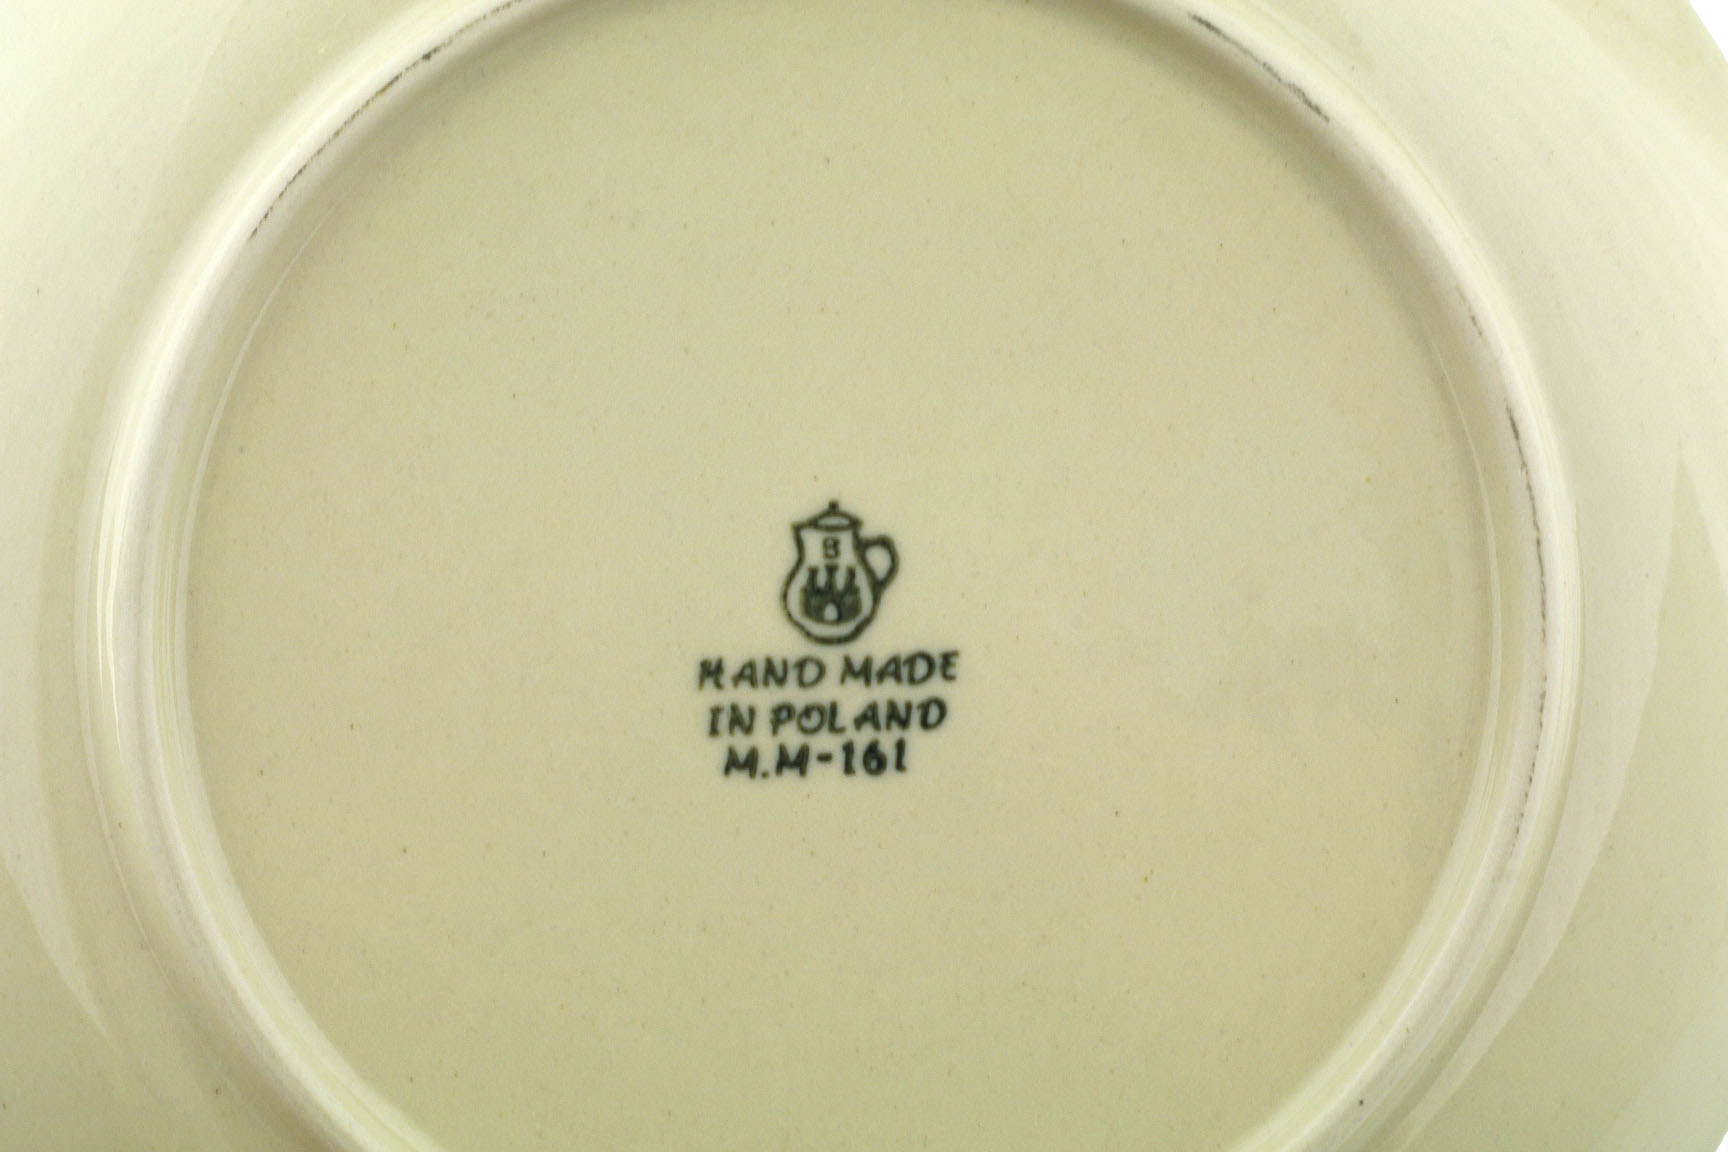 B
HAND MADE
IN POLAND
M.M-161